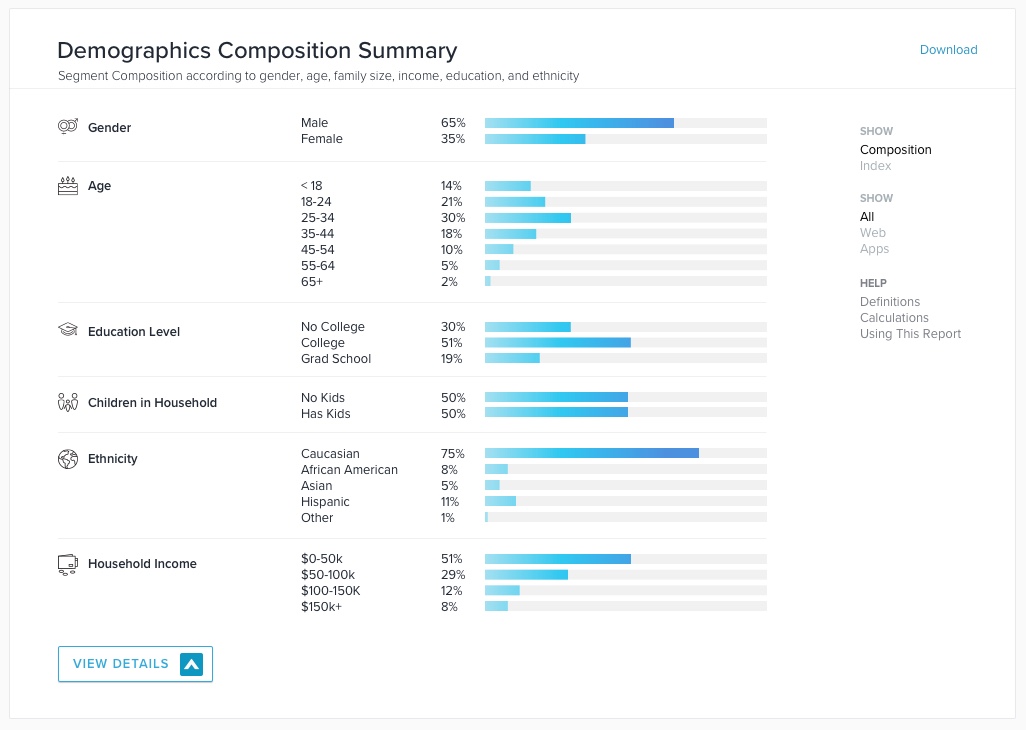 Demographics Composition Summary
Download
Segment Composition according to gender, age, family size, income, education, and ethnicity
Gender
Male 65%
Female 35%
Age
< 18 14%
18-24 21%
25-34 30%
35-44 18%
45-54 10%
55-64 5%
65+ 2%
Education Level
No College 30%
College 51%
Grad School 19%
Children in Household
No Kids 50%
Has Kids 50%
Ethnicity
Caucasian 75%
African American 8%
Asian 5%
Hispanic 11%
Other 1%
Household Income
$0-50k 51%
$50-100k 29%
$100-150K 12%
$150k+ 8%
VIEW DETAILS
SHOW
Composition
Index
SHOW
All
Web
Apps
HELP
Definitions
Calculations
Using This Report